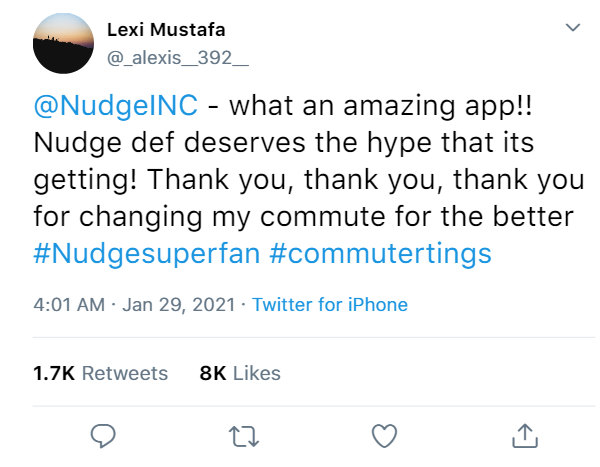 Lexi Mustafa
@_alexis__392__
@NudgeINC - what an amazing app!!
Nudge def deserves the hype that its
getting! Thank you, thank you, thank you
for changing my commute for the better
#Nudgesuperfan #commutertings
4:01 AM · Jan 29, 2021 · Twitter for iPhone
1.7K Retweets 8K Likes